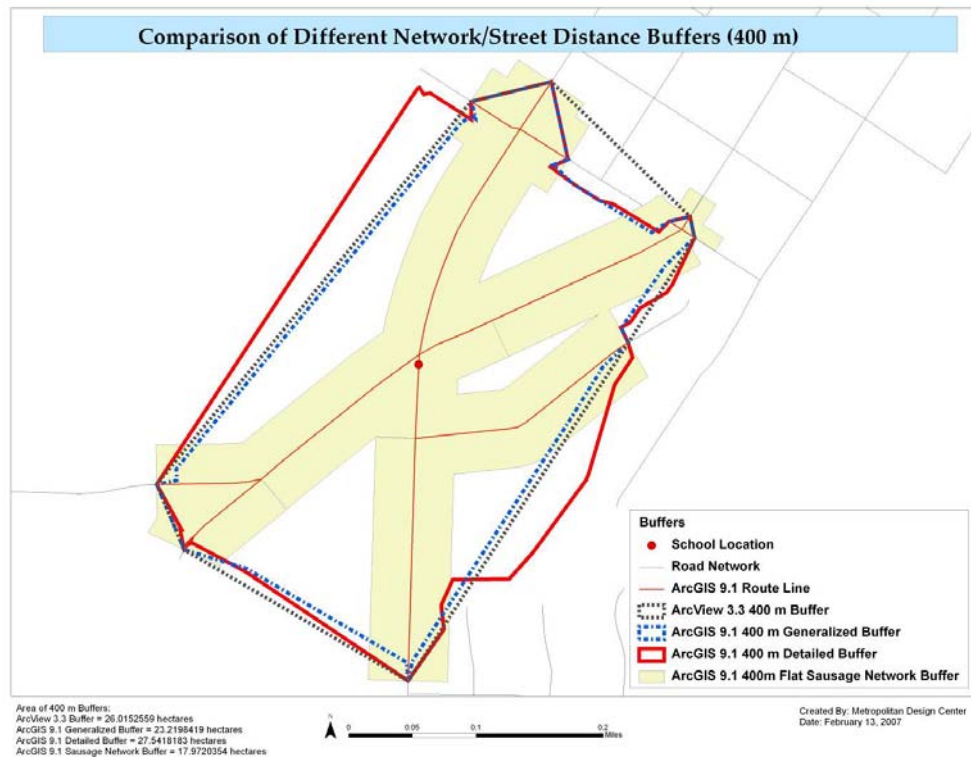 Comparison of Different Network/Street Distance Buffers (400 m)
Buffers
School Location
Road Network
ArcGIS 9.1 Route Line
ArcView 3.3 400 m Buffer
ArcGIS 9.1 400 m Generalized Buffer
ArcGIS 9.1 400 m Detailed Buffer
ArcGIS 9.1 400m Flat Sausage Network Buffer
Area of 400 m Buffers:
ArcView 3.3 Buffer = 26.0152559 hectares
ArcGIS 9.1 Generalized Buffer = 23.2198419 hectares
ArcGIS 9.1 Detailed Buffer = 27.5418183 hectares
ArcGIS 9.1 Sausage Network Buffer = 17.9720354 hectares
N
0 0.05 0.1 0.2
Miles
Created By: Metropolitan Design Center
Date: February 13, 2007